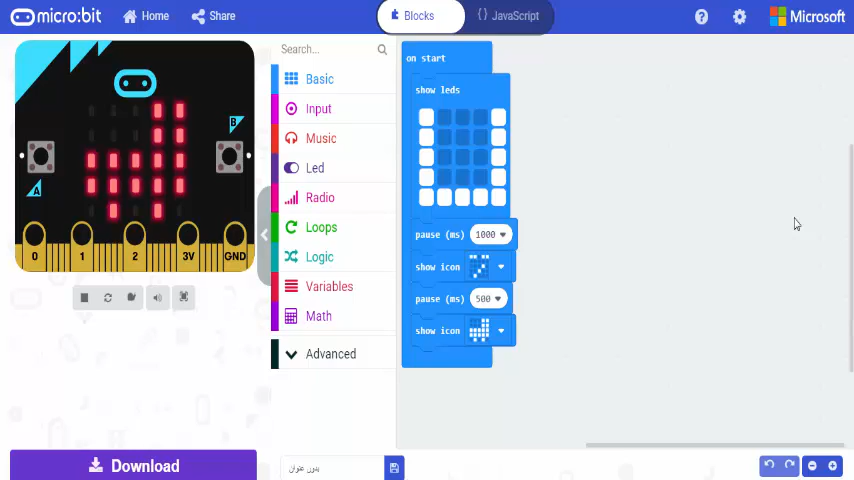 micro:bit
Home
Share
Blocks
{} JavaScript
?
Microsoft
A
B
0
1
2
3V
GND
Search...
Basic
Input
Music
Led
Radio
Loops
Logic
Variables
Math
Advanced
on start
show leds
pause (ms) 1000
show icon
pause (ms) 500
show icon
Download
بدون عنوان